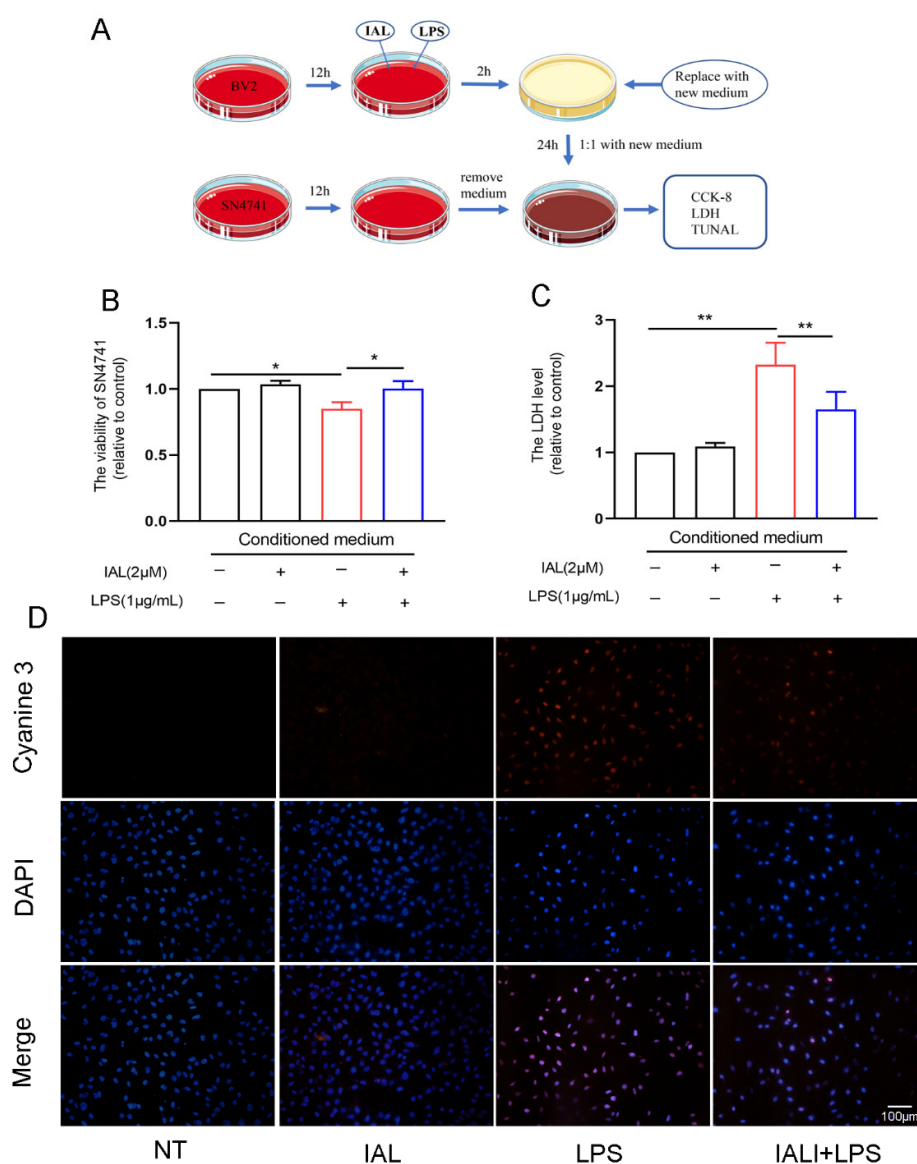 A
IAL
LPS
BV2
12h
2h
Replace with
new medium
24h
1:1 with new medium
SN4741
12h
remove
medium
CCK-8
LDH
TUNAL
B
The viability of SN4741
(relative to control)
1.5
1.0
0.5
0.0
*
*
Conditioned medium
IAL(2μM) − + − +
LPS(1μg/mL) − − + +
C
The LDH level
(relative to control)
3
2
1
0
**
**
Conditioned medium
IAL(2μM) − + − +
LPS(1μg/mL) − − + +
D
Cyanine 3
DAPI
Merge
100μm
NT
IAL
LPS
IALI+LPS